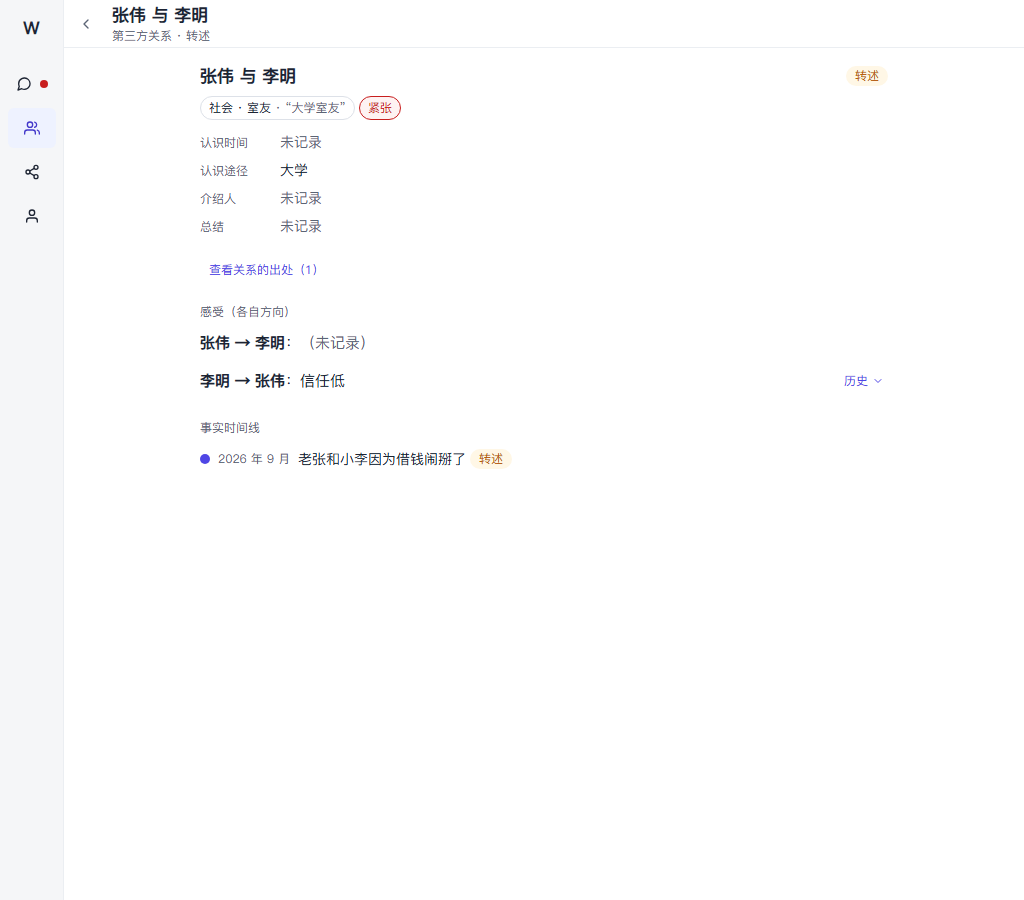 W
张伟 与 李明
第三方关系 · 转述
张伟 与 李明 转述
社会 · 室友 · “大学室友” 紧张
认识时间 未记录
认识途径 大学
介绍人 未记录
总结 未记录
查看关系的出处（1）
感受（各自方向）
张伟 → 李明：（未记录）
李明 → 张伟：信任低 历史
事实时间线
2026 年 9 月 老张和小李因为借钱闹掰了 转述